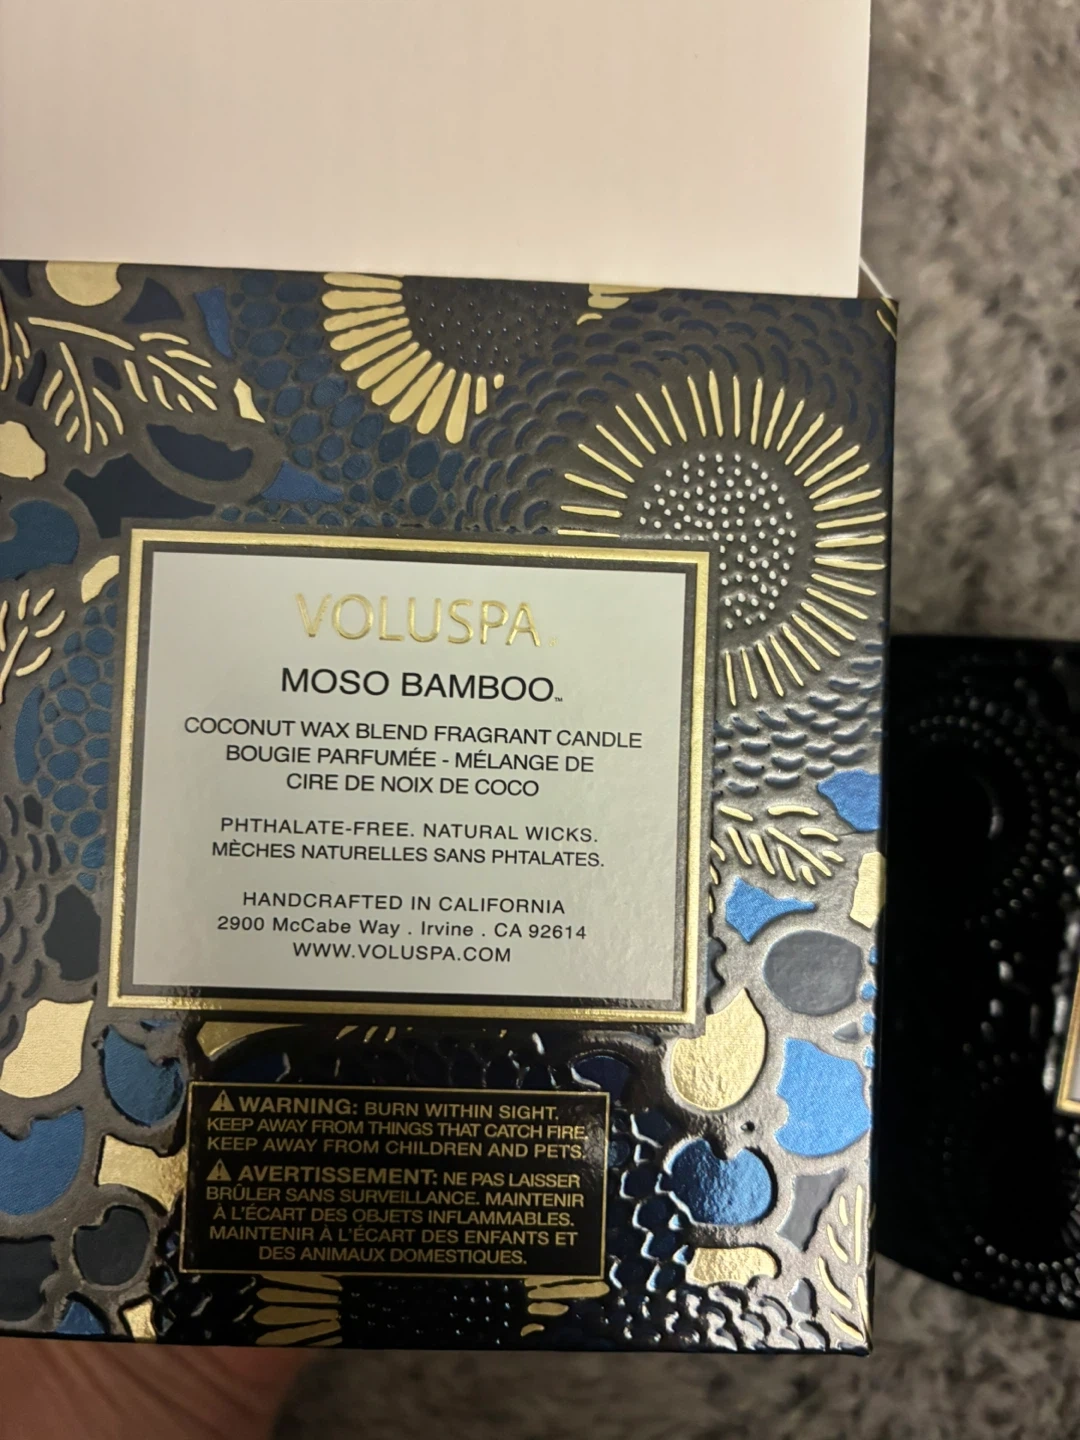 VOLUSPA
MOSO BAMBOO™
COCONUT WAX BLEND FRAGRANT CANDLE
BOUGIE PARFUMÉE - MÉLANGE DE
CIRE DE NOIX DE COCO
PHTHALATE-FREE. NATURAL WICKS.
MÈCHES NATURELLES SANS PHTALATES.
HANDCRAFTED IN CALIFORNIA
2900 McCabe Way . Irvine . CA 92614
WWW.VOLUSPA.COM
⚠ WARNING: BURN WITHIN SIGHT.
KEEP AWAY FROM THINGS THAT CATCH FIRE.
KEEP AWAY FROM CHILDREN AND PETS.
⚠ AVERTISSEMENT: NE PAS LAISSER
BRÛLER SANS SURVEILLANCE. MAINTENIR
À L'ÉCART DES OBJETS INFLAMMABLES.
MAINTENIR À L'ÉCART DES ENFANTS ET
DES ANIMAUX DOMESTIQUES.